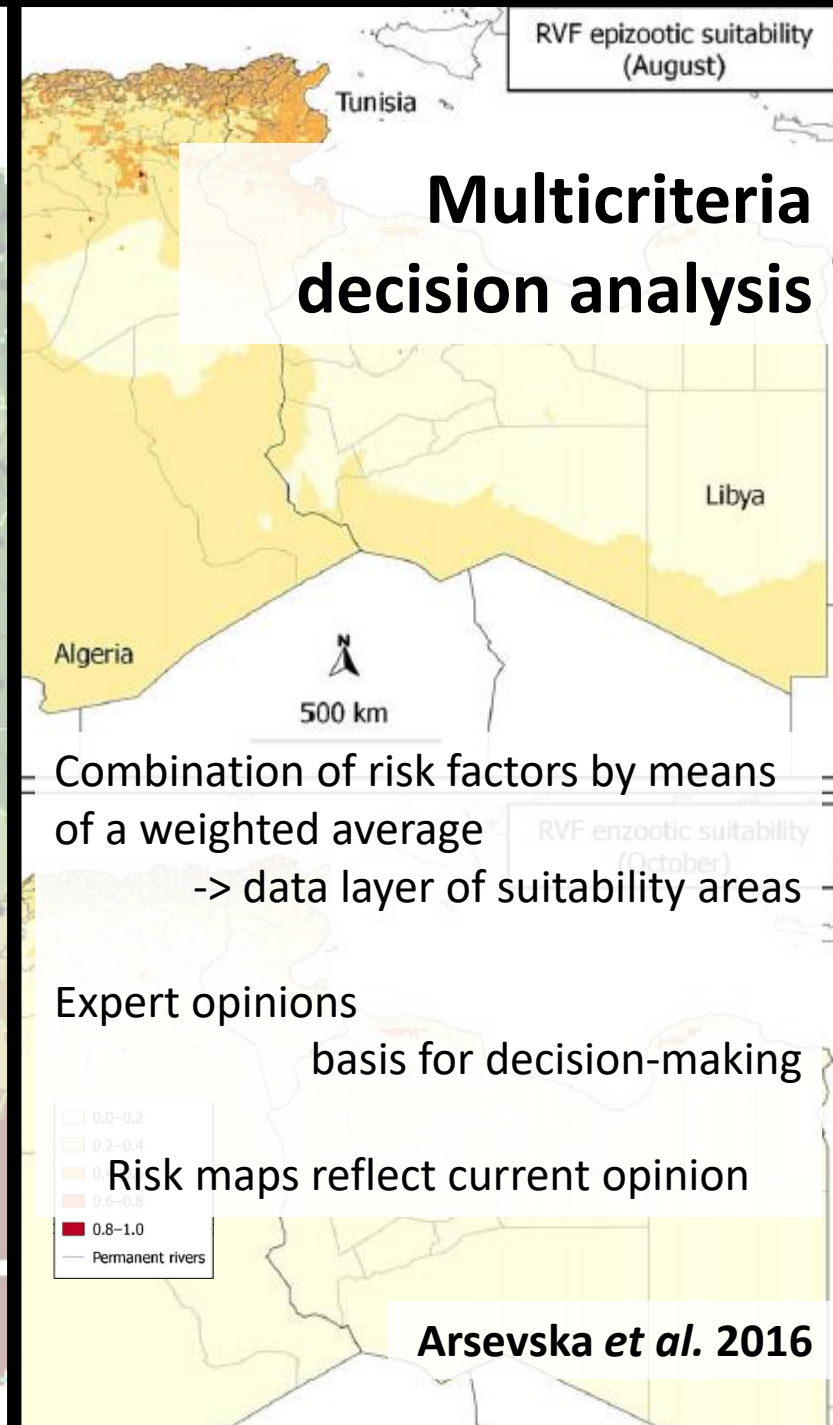 RVF epizootic suitability
(August)
Tunisia
Multicriteria
decision analysis
Libya
Algeria
N
500 km
Combination of risk factors by means
of a weighted average
RVF enzootic suitability
(October)
-> data layer of suitability areas
Expert opinions
basis for decision-making
0.0–0.2
0.2–0.4
Risk maps reflect current opinion
0.6–0.8
0.8–1.0
Permanent rivers
Arsevska et al. 2016